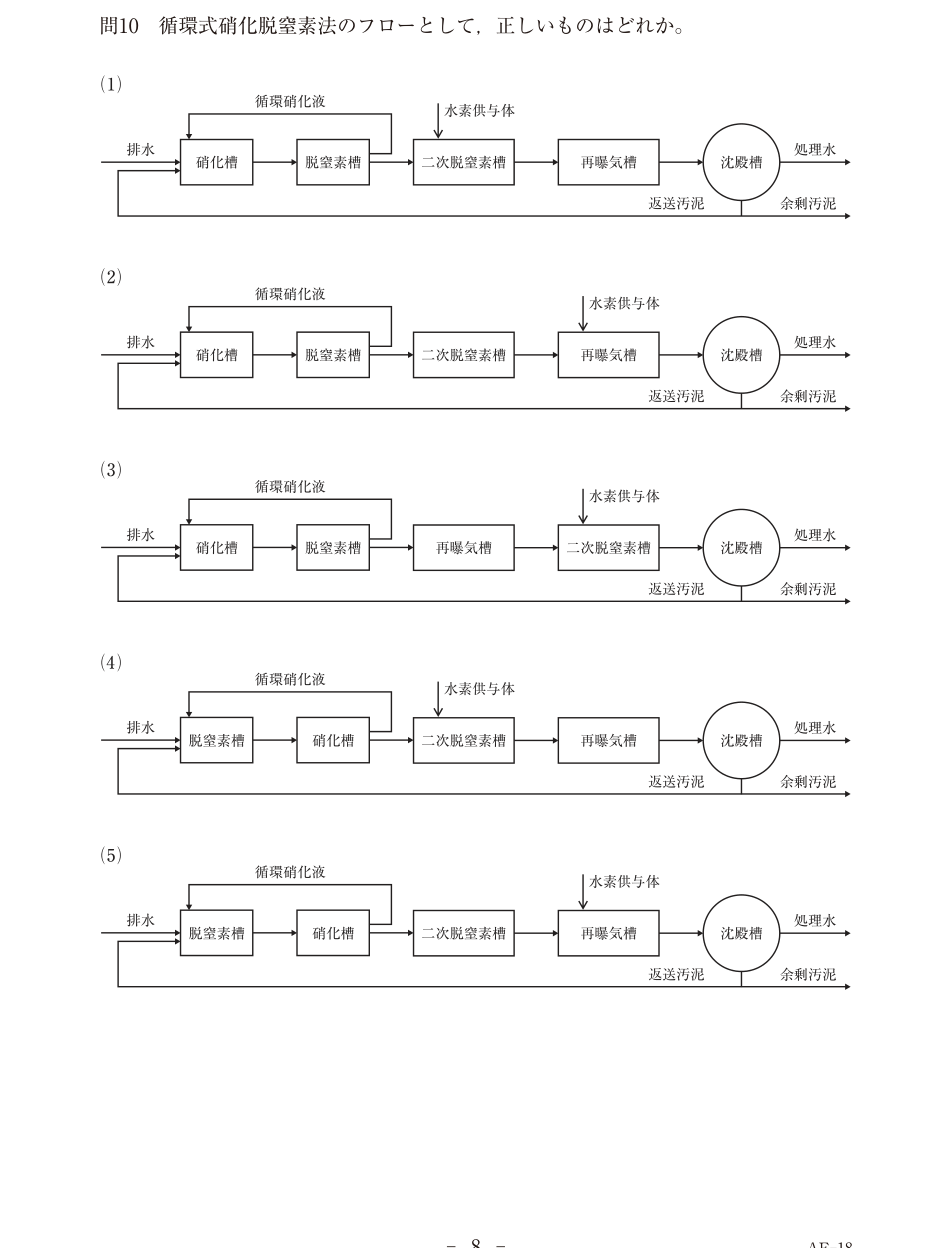 問10　循環式硝化脱窒素法のフローとして，正しいものはどれか。
(1)
循環硝化液
水素供与体
排水
硝化槽
脱窒素槽
二次脱窒素槽
再曝気槽
沈殿槽
処理水
返送汚泥
余剰汚泥
(2)
循環硝化液
水素供与体
排水
硝化槽
脱窒素槽
二次脱窒素槽
再曝気槽
沈殿槽
処理水
返送汚泥
余剰汚泥
(3)
循環硝化液
水素供与体
排水
硝化槽
脱窒素槽
再曝気槽
二次脱窒素槽
沈殿槽
処理水
返送汚泥
余剰汚泥
(4)
循環硝化液
水素供与体
排水
脱窒素槽
硝化槽
二次脱窒素槽
再曝気槽
沈殿槽
処理水
返送汚泥
余剰汚泥
(5)
循環硝化液
水素供与体
排水
脱窒素槽
硝化槽
二次脱窒素槽
再曝気槽
沈殿槽
処理水
返送汚泥
余剰汚泥
－ 8 －